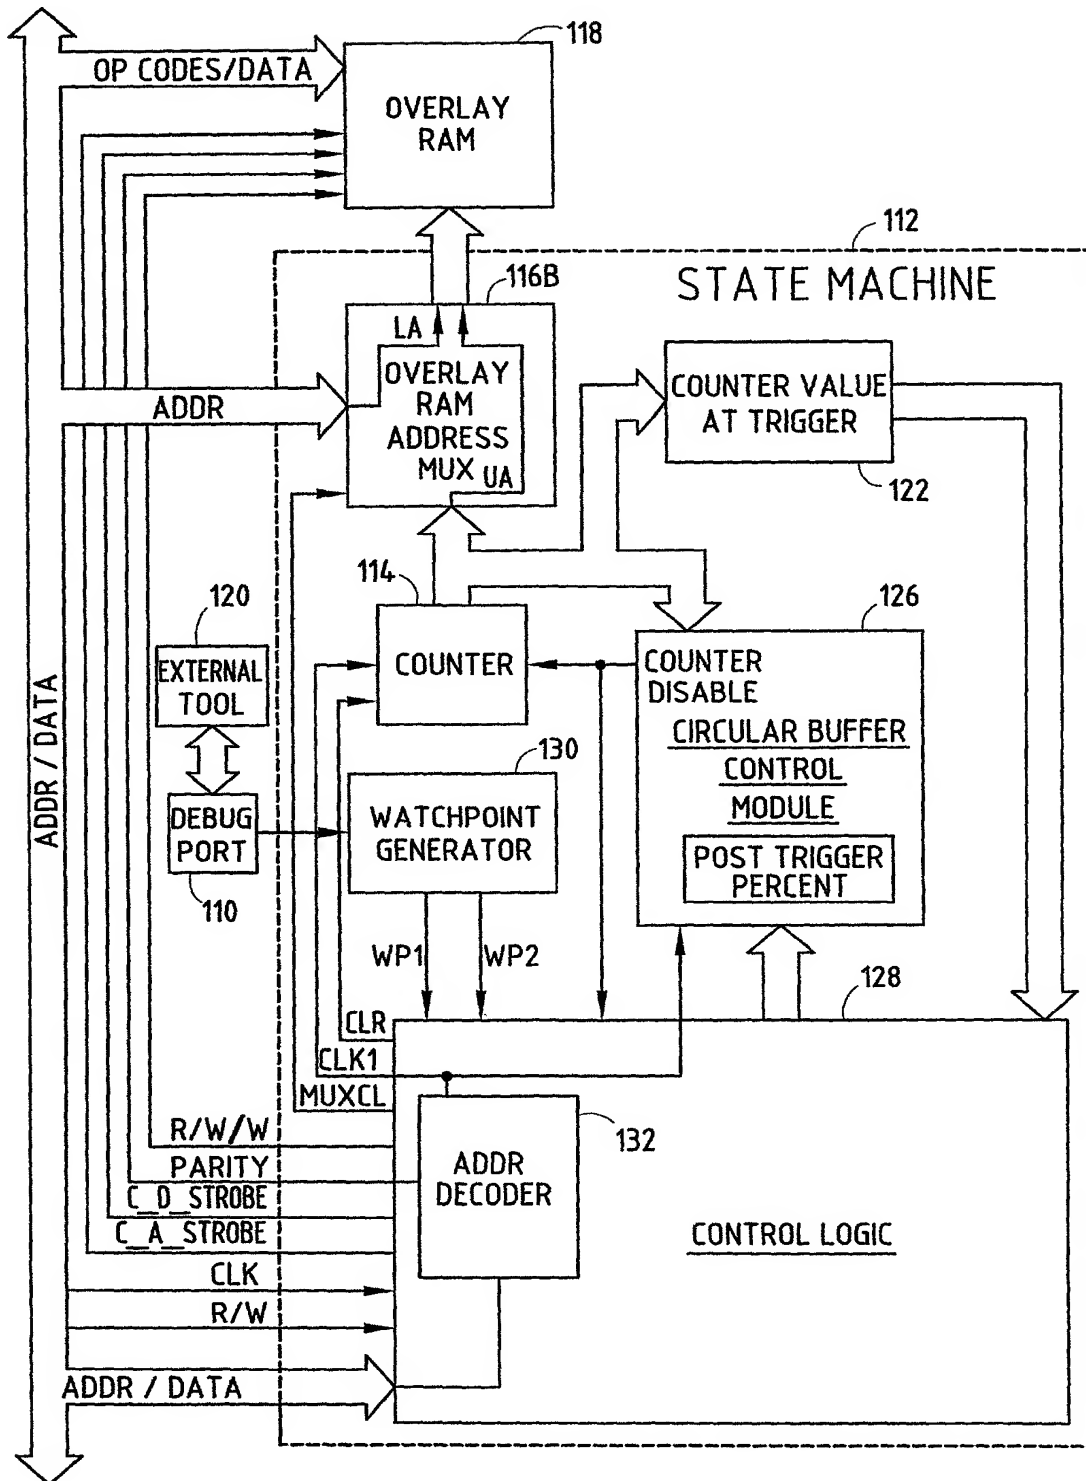 118
OP CODES/DATA
OVERLAY
RAM
112
STATE MACHINE
116B
LA
OVERLAY
RAM
ADDRESS
MUX
UA
ADDR
COUNTER VALUE
AT TRIGGER
122
114
COUNTER
120
EXTERNAL
TOOL
126
COUNTER
DISABLE
CIRCULAR BUFFER
CONTROL
MODULE
POST TRIGGER
PERCENT
ADDR / DATA
130
WATCHPOINT
GENERATOR
DEBUG
PORT
110
WP1
WP2
128
CLR
CLK1
MUXCL
R/W/W
PARITY
C_D_STROBE
C_A_STROBE
CLK
R/W
ADDR / DATA
132
ADDR
DECODER
CONTROL LOGIC